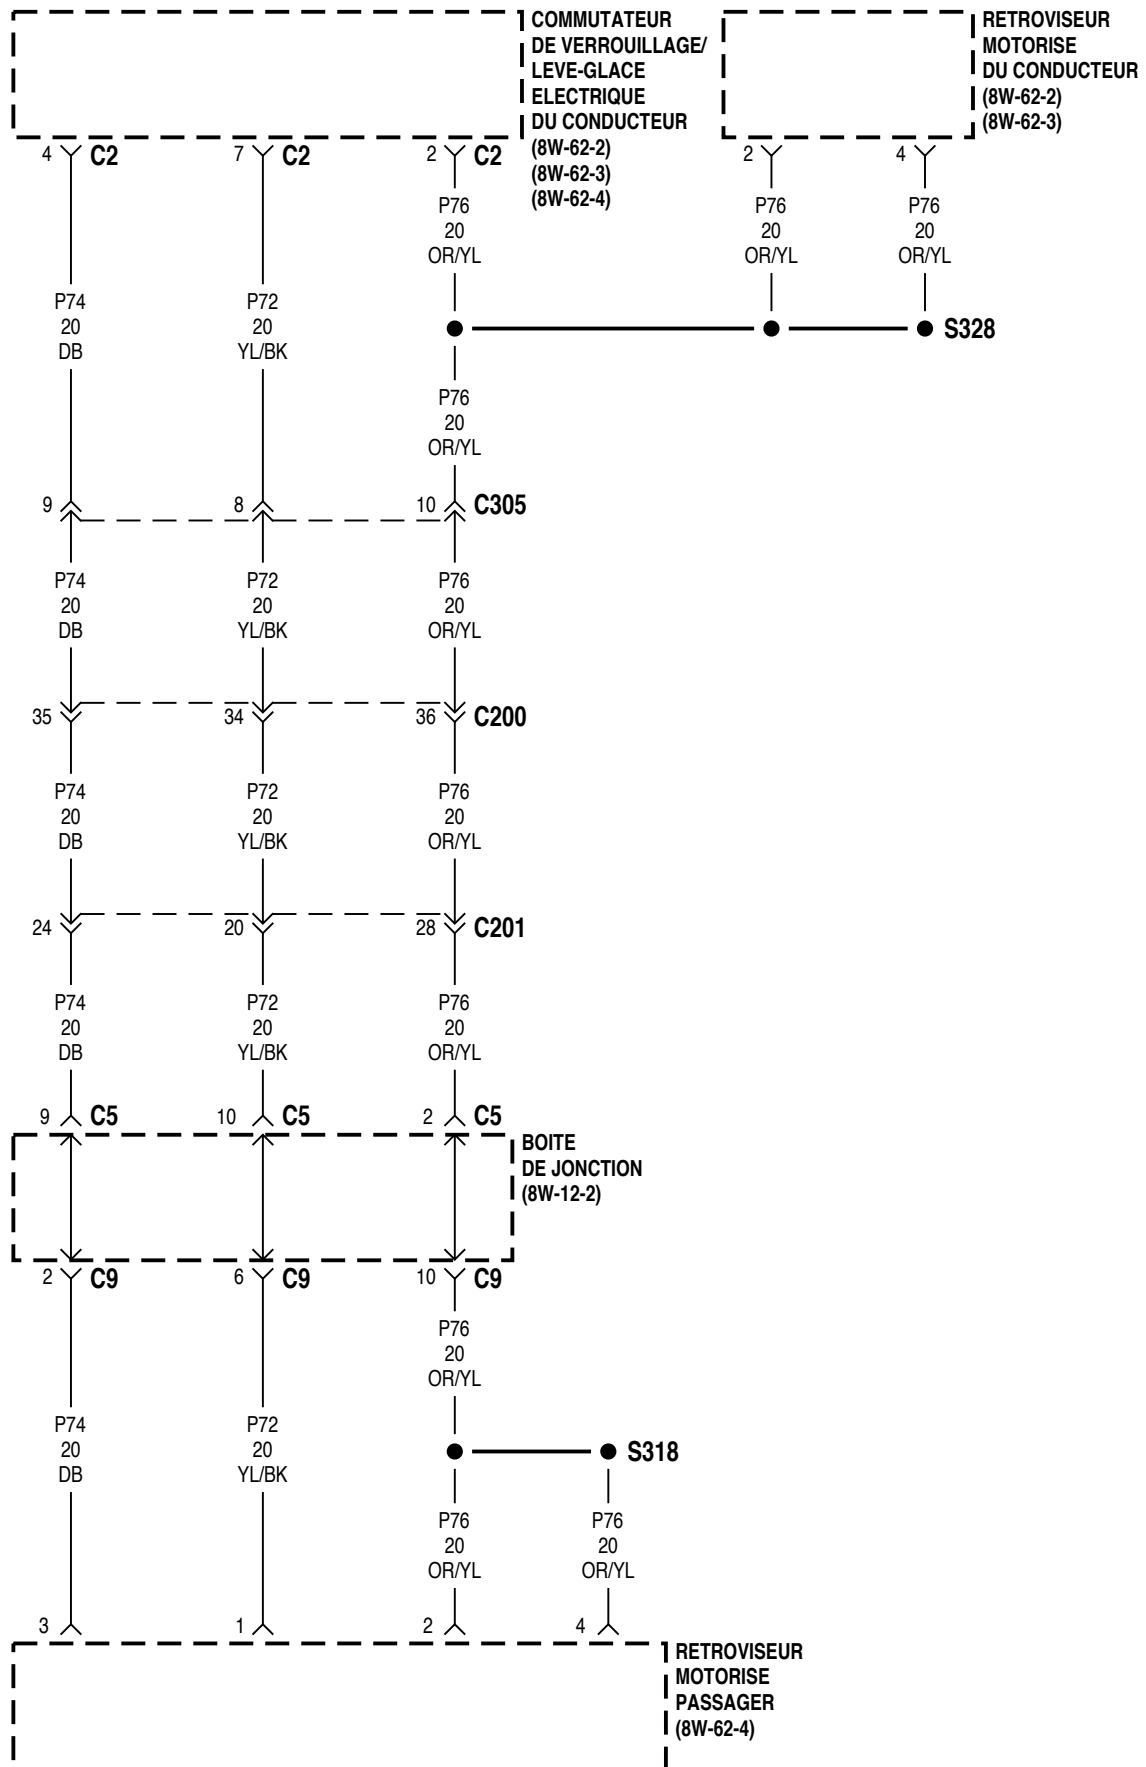 COMMUTATEUR
DE VERROUILLAGE/
LEVE-GLACE
ELECTRIQUE
DU CONDUCTEUR
(8W-62-2)
(8W-62-3)
(8W-62-4)
RETROVISEUR
MOTORISE
DU CONDUCTEUR
(8W-62-2)
(8W-62-3)
4 C2 7 C2 2 C2 2 4
P76 P76 P76
20 20 20
OR/YL OR/YL OR/YL
P74 P72
20 20
DB YL/BK
S328
P76
20
OR/YL
9 8 10 C305
P74 P72 P76
20 20 20
DB YL/BK OR/YL
35 34 36 C200
P74 P72 P76
20 20 20
DB YL/BK OR/YL
24 20 28 C201
P74 P72 P76
20 20 20
DB YL/BK OR/YL
9 C5 10 C5 2 C5
BOITE
DE JONCTION
(8W-12-2)
2 C9 6 C9 10 C9
P76
20
OR/YL
P74 P72
20 20
DB YL/BK
S318
P76 P76
20 20
OR/YL OR/YL
3 1 2 4
RETROVISEUR
MOTORISE
PASSAGER
(8W-62-4)